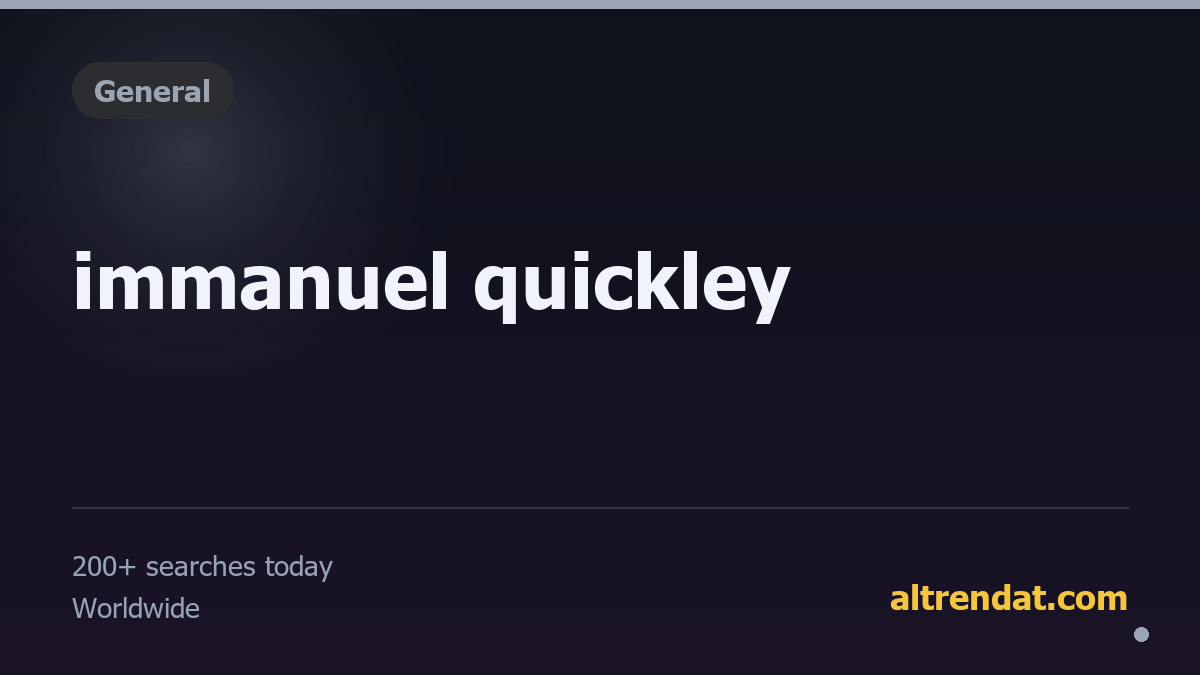 General
immanuel quickley
200+ searches today
Worldwide
altrendat.com